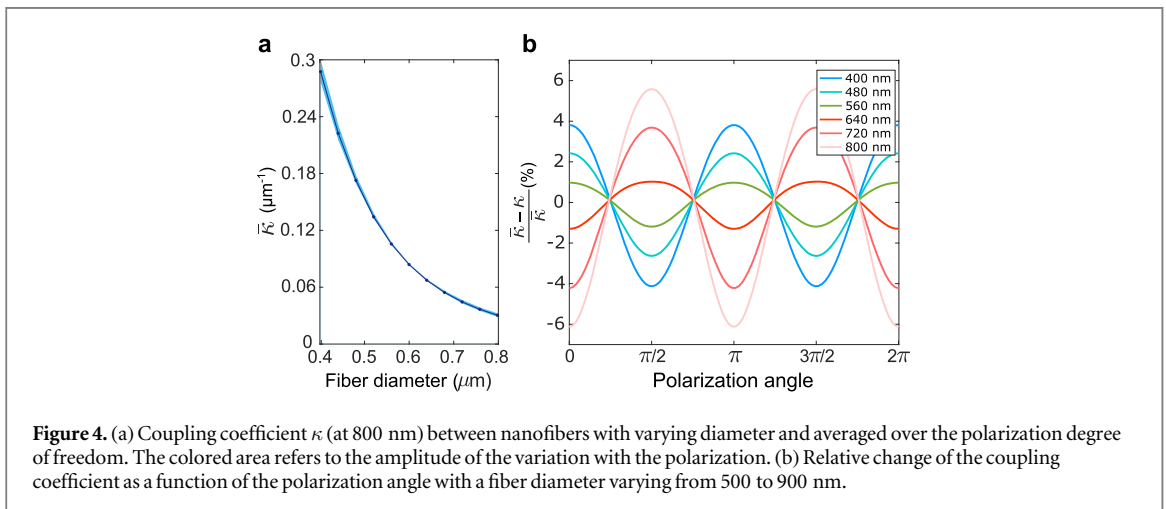 a
b
0.3
0.24
0.18
0.12
0.06
0
κ̄ (μm⁻¹)
0.4 0.5 0.6 0.7 0.8
Fiber diameter (μm)
6
4
2
0
-2
-4
-6
κ̄ – κ
κ̄
(%)
400 nm
480 nm
560 nm
640 nm
720 nm
800 nm
0 π/2 π 3π/2 2π
Polarization angle
Figure 4. (a) Coupling coefficient κ (at 800 nm) between nanofibers with varying diameter and averaged over the polarization degree
of freedom. The colored area refers to the amplitude of the variation with the polarization. (b) Relative change of the coupling
coefficient as a function of the polarization angle with a fiber diameter varying from 500 to 900 nm.